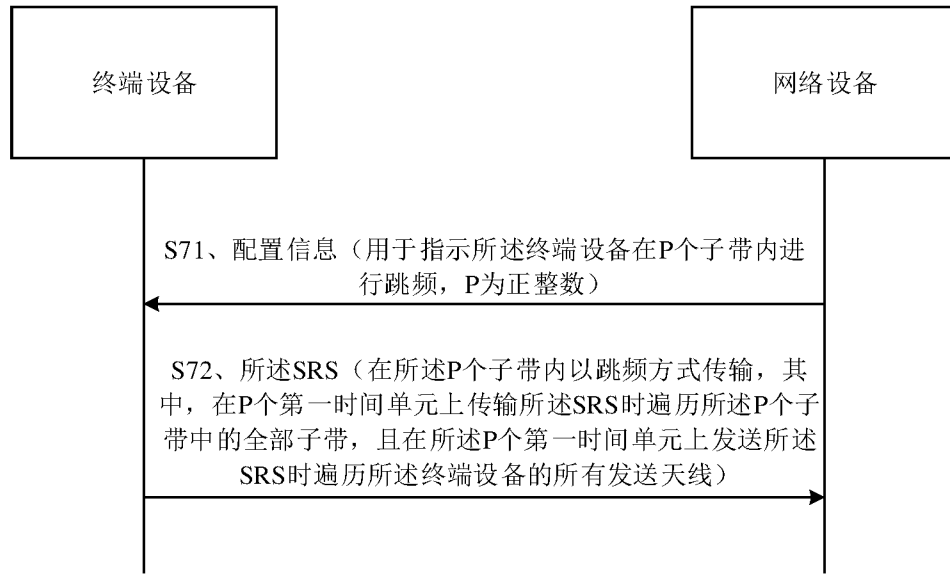 终端设备
网络设备
S71、配置信息（用于指示所述终端设备在P个子带内进
行跳频，P为正整数）
S72、所述SRS（在所述P个子带内以跳频方式传输，其
中，在P个第一时间单元上传输所述SRS时遍历所述P个子
带中的全部子带，且在所述P个第一时间单元上发送所述
SRS时遍历所述终端设备的所有发送天线）